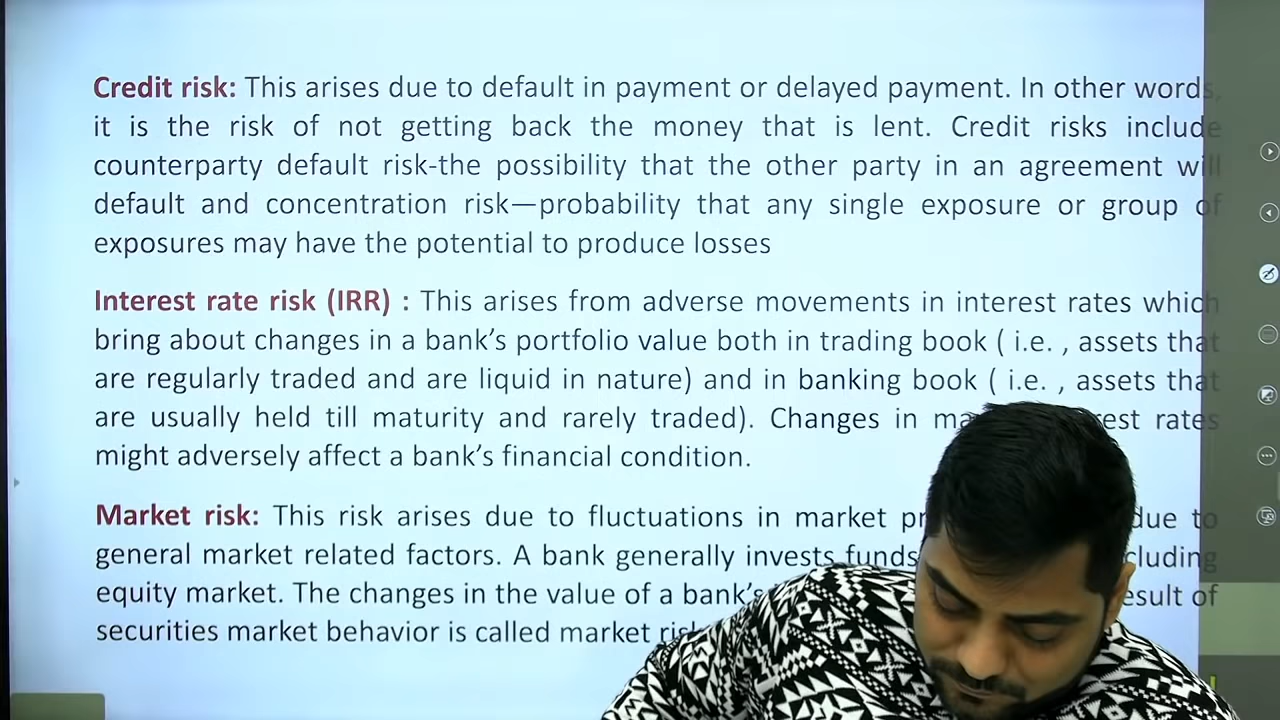 Credit risk: This arises due to default in payment or delayed payment. In other words,
it is the risk of not getting back the money that is lent. Credit risks include
counterparty default risk-the possibility that the other party in an agreement will
default and concentration risk—probability that any single exposure or group of
exposures may have the potential to produce losses
Interest rate risk (IRR) : This arises from adverse movements in interest rates which
bring about changes in a bank's portfolio value both in trading book ( i.e. , assets that
are regularly traded and are liquid in nature) and in banking book ( i.e. , assets that
are usually held till maturity and rarely traded). Changes in rates
might adversely affect a bank's financial condition.
Market risk: This risk arises due to fluctuations in market due to
general market related factors. A bank generally invests funds
equity market. The changes in the value of a bank's of
securities market behavior is called market risk